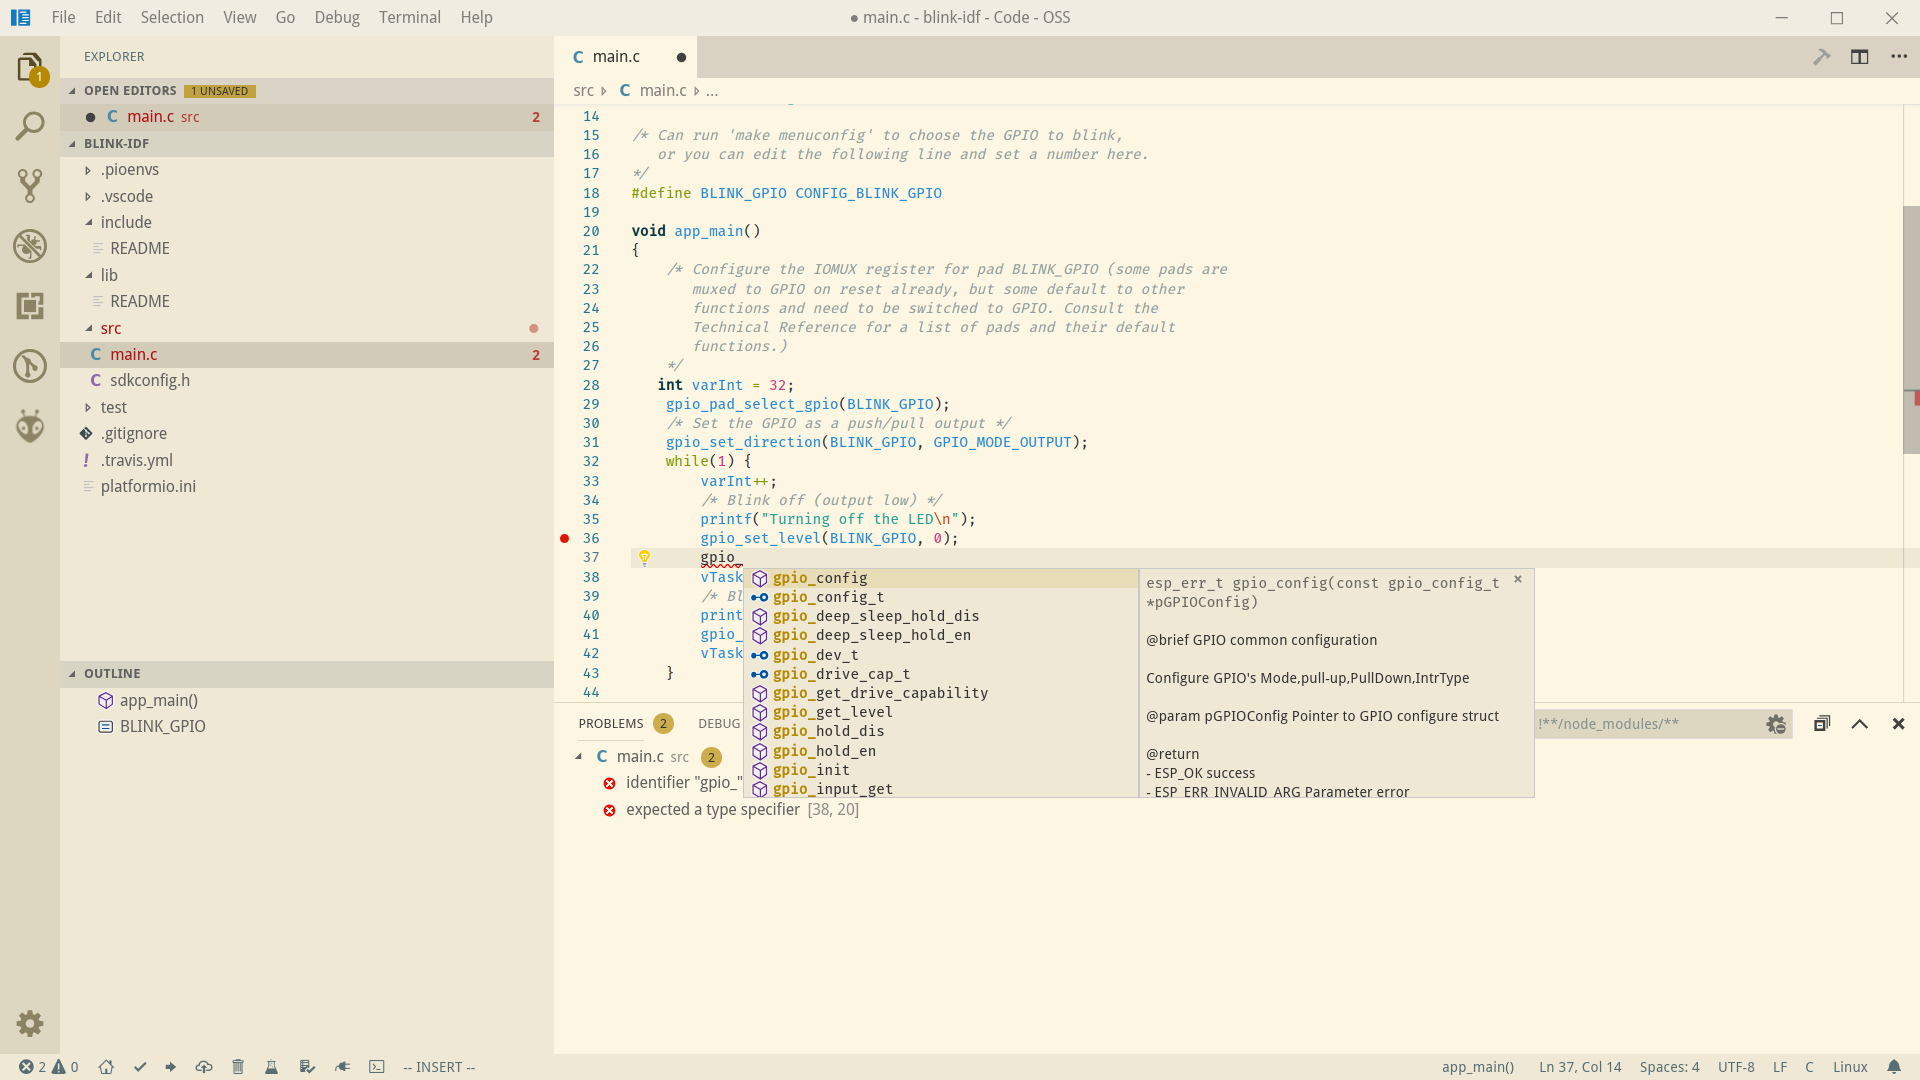 File Edit Selection View Go Debug Terminal Help
● main.c - blink-idf - Code - OSS
EXPLORER
OPEN EDITORS 1 UNSAVED
main.c src 2
BLINK-IDF
.pioenvs
.vscode
include
README
lib
README
src
main.c 2
sdkconfig.h
test
.gitignore
.travis.yml
platformio.ini
OUTLINE
app_main()
BLINK_GPIO
1
C main.c
src C main.c ...
14
15 /* Can run 'make menuconfig' to choose the GPIO to blink,
16 or you can edit the following line and set a number here.
17 */
18 #define BLINK_GPIO CONFIG_BLINK_GPIO
19
20 void app_main()
21 {
22 /* Configure the IOMUX register for pad BLINK_GPIO (some pads are
23 muxed to GPIO on reset already, but some default to other
24 functions and need to be switched to GPIO. Consult the
25 Technical Reference for a list of pads and their default
26 functions.)
27 */
28 int varInt = 32;
29 gpio_pad_select_gpio(BLINK_GPIO);
30 /* Set the GPIO as a push/pull output */
31 gpio_set_direction(BLINK_GPIO, GPIO_MODE_OUTPUT);
32 while(1) {
33 varInt++;
34 /* Blink off (output low) */
35 printf("Turning off the LED\n");
36 gpio_set_level(BLINK_GPIO, 0);
37 gpio_
38 vTask
39 /* Bl
40 print
41 gpio_
42 vTask
43 }
44
gpio_config
gpio_config_t
gpio_deep_sleep_hold_dis
gpio_deep_sleep_hold_en
gpio_dev_t
gpio_drive_cap_t
gpio_get_drive_capability
gpio_get_level
gpio_hold_dis
gpio_hold_en
gpio_init
gpio_input_get
esp_err_t gpio_config(const gpio_config_t
*pGPIOConfig)
@brief GPIO common configuration
Configure GPIO's Mode,pull-up,PullDown,IntrType
@param pGPIOConfig Pointer to GPIO configure struct
@return
- ESP_OK success
- ESP_ERR_INVALID_ARG Parameter error
PROBLEMS 2 DEBUG
!**/node_modules/**
C main.c src 2
identifier "gpio_"
expected a type specifier [38, 20]
2 0 -- INSERT --
app_main() Ln 37, Col 14 Spaces: 4 UTF-8 LF C Linux